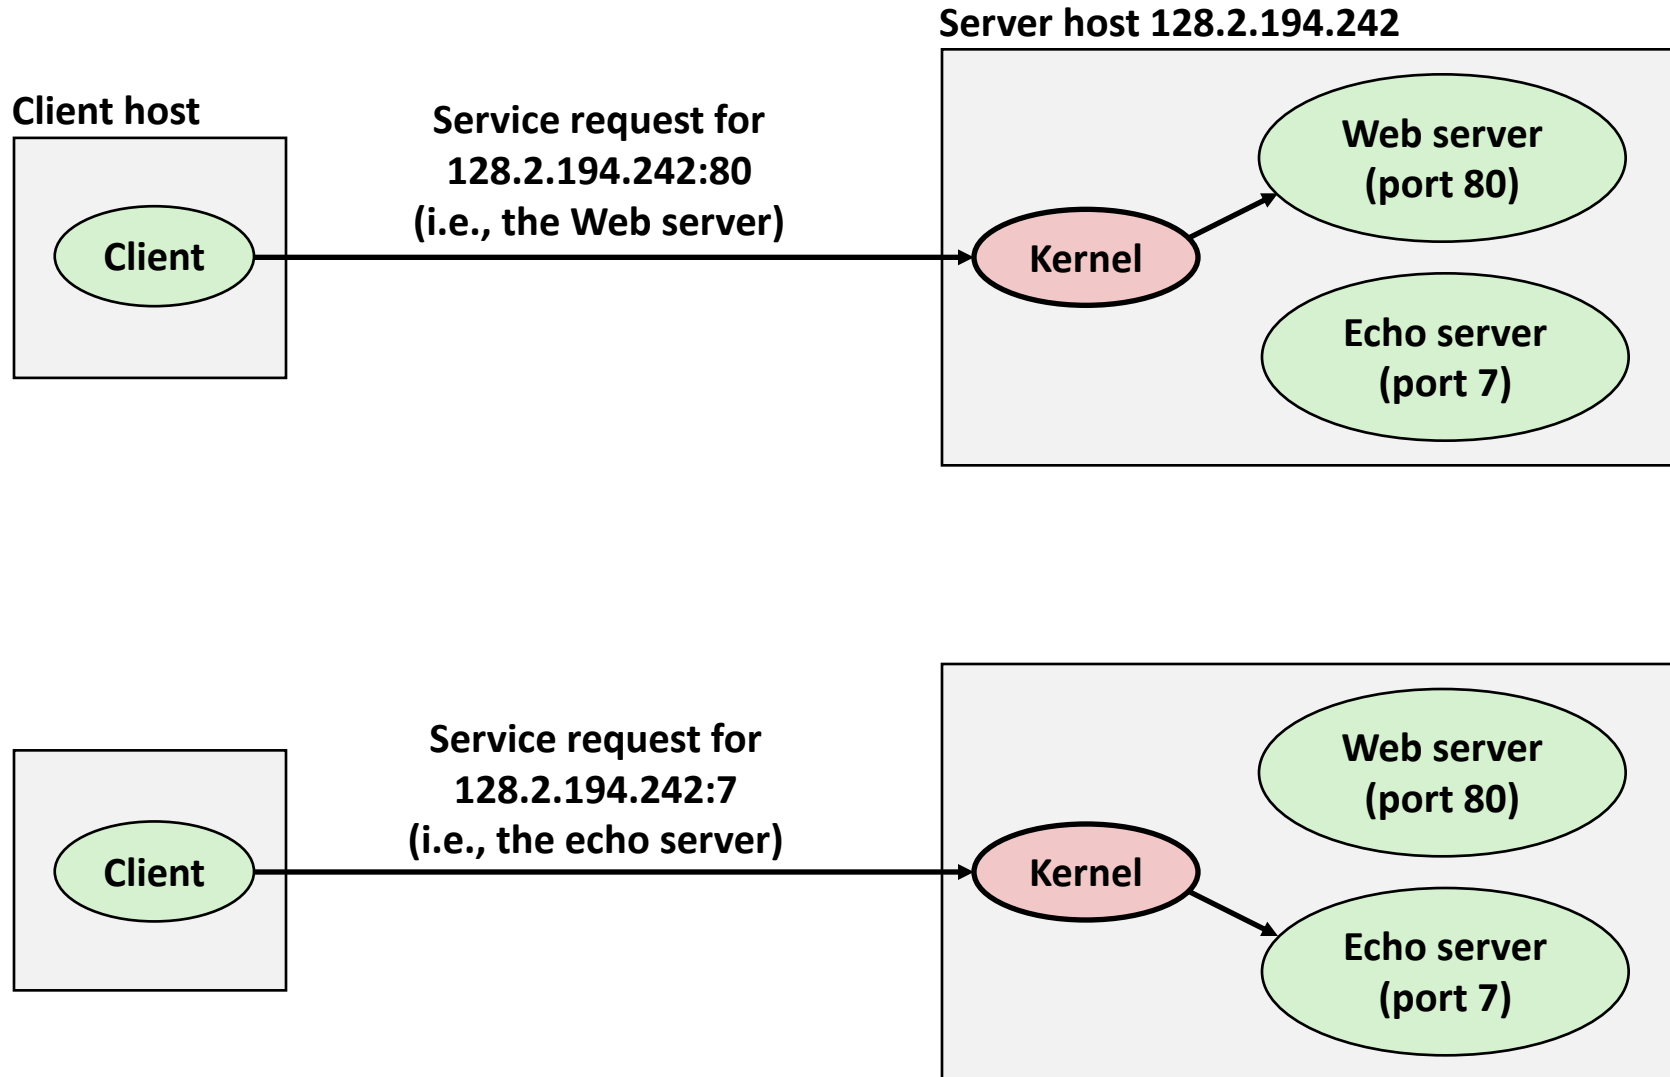 Server host 128.2.194.242
Client host
Service request for
128.2.194.242:80
(i.e., the Web server)
Client
Kernel
Web server
(port 80)
Echo server
(port 7)
Service request for
128.2.194.242:7
(i.e., the echo server)
Client
Kernel
Web server
(port 80)
Echo server
(port 7)